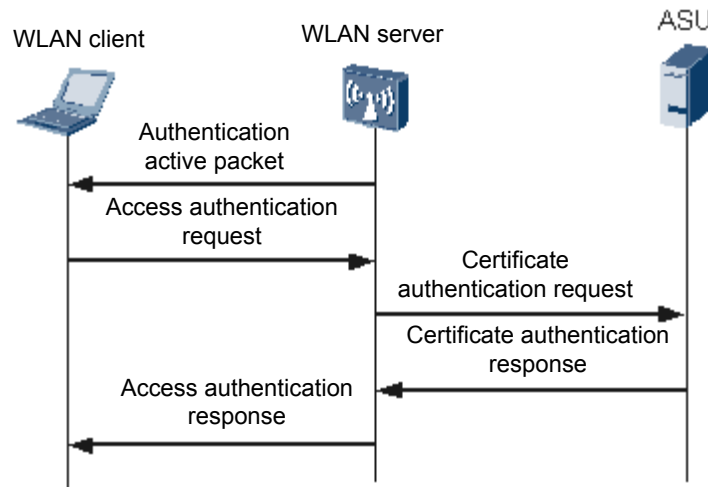 WLAN client
WLAN server
ASU
Authentication
active packet
Access authentication
request
Certificate
authentication request
Certificate authentication
response
Access authentication
response